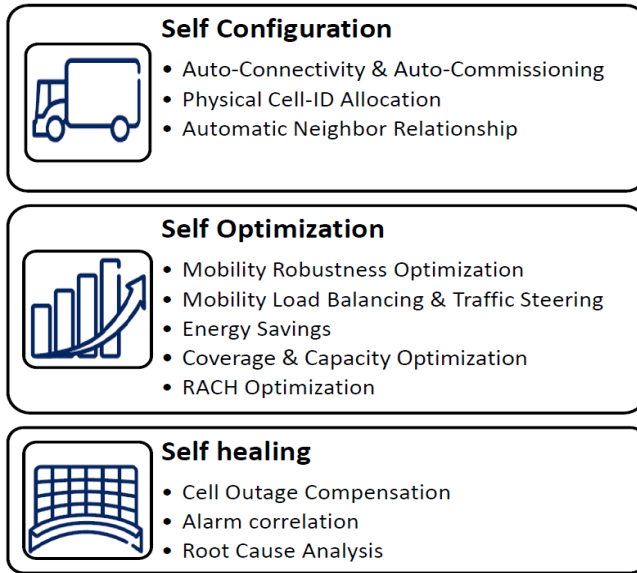 Self Configuration
• Auto-Connectivity & Auto-Commissioning
• Physical Cell-ID Allocation
• Automatic Neighbor Relationship
Self Optimization
• Mobility Robustness Optimization
• Mobility Load Balancing & Traffic Steering
• Energy Savings
• Coverage & Capacity Optimization
• RACH Optimization
Self healing
• Cell Outage Compensation
• Alarm correlation
• Root Cause Analysis